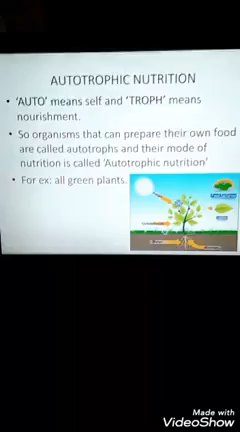 AUTOTROPHIC NUTRITION
• ‘AUTO’ means self and ‘TROPH’ means
nourishment.
• So organisms that can prepare their own food
are called autotrophs and their mode of
nutrition is called ‘Autotrophic nutrition’
• For ex: all green plants.
Made with
VideoShow